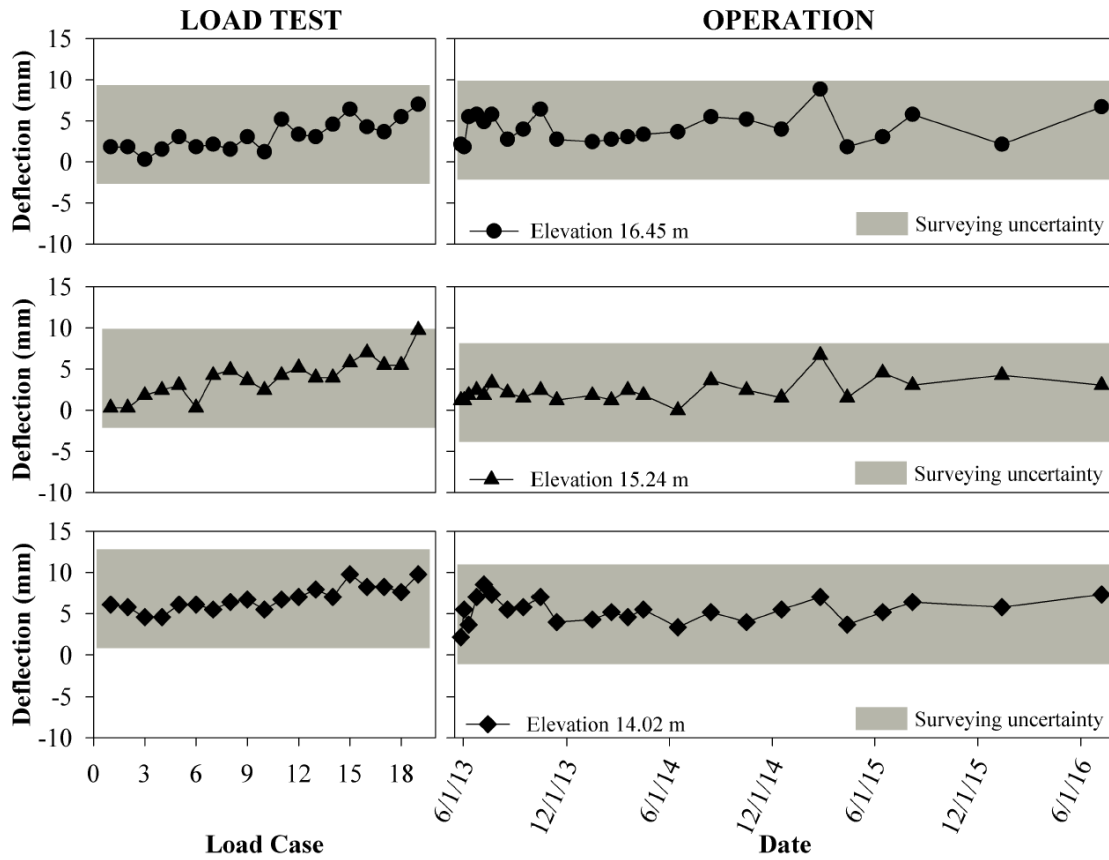 LOAD TEST OPERATION
15
10
5
0
-5
-10
Deflection (mm)
Elevation 16.45 m Surveying uncertainty
15
10
5
0
-5
-10
Deflection (mm)
Elevation 15.24 m Surveying uncertainty
15
10
5
0
-5
-10
Deflection (mm)
Elevation 14.02 m Surveying uncertainty
0 3 6 9 12 15 18
6/1/13 12/1/13 6/1/14 12/1/14 6/1/15 12/1/15 6/1/16
Load Case Date